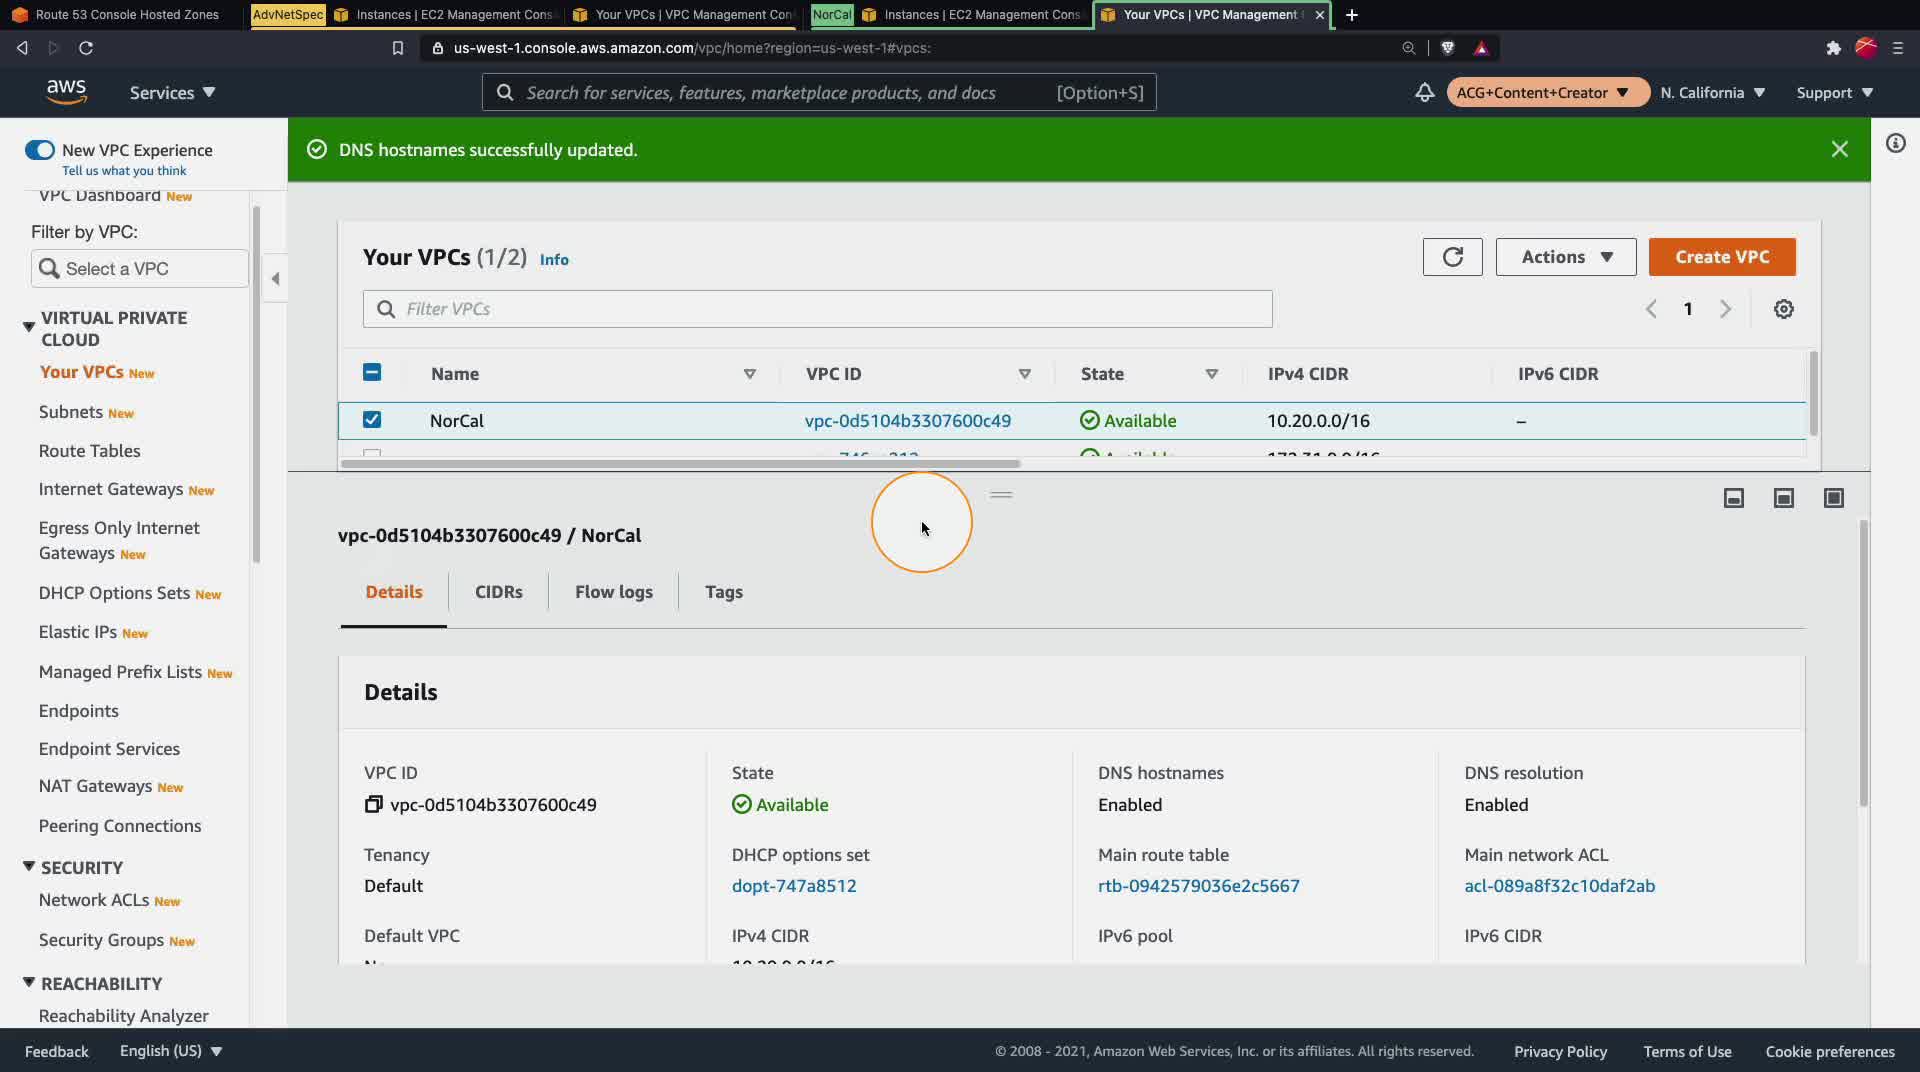 Route 53 Console Hosted Zones
AdvNetSpec
Instances | EC2 Management Cons
Your VPCs | VPC Management Con
NorCal
Instances | EC2 Management Cons
Your VPCs | VPC Management
us-west-1.console.aws.amazon.com/vpc/home?region=us-west-1#vpcs:
aws
Services
Search for services, features, marketplace products, and docs
[Option+S]
ACG+Content+Creator
N. California
Support
New VPC Experience
Tell us what you think
DNS hostnames successfully updated.
VPC Dashboard New
Filter by VPC:
Select a VPC
VIRTUAL PRIVATE
CLOUD
Your VPCs New
Subnets New
Route Tables
Internet Gateways New
Egress Only Internet
Gateways New
DHCP Options Sets New
Elastic IPs New
Managed Prefix Lists New
Endpoints
Endpoint Services
NAT Gateways New
Peering Connections
SECURITY
Network ACLs New
Security Groups New
REACHABILITY
Reachability Analyzer
Your VPCs (1/2) Info
Actions
Create VPC
Filter VPCs
1
Name
VPC ID
State
IPv4 CIDR
IPv6 CIDR
NorCal
vpc-0d5104b3307600c49
Available
10.20.0.0/16
–
vpc-0d5104b3307600c49 / NorCal
Details
CIDRs
Flow logs
Tags
Details
VPC ID
vpc-0d5104b3307600c49
State
Available
DNS hostnames
Enabled
DNS resolution
Enabled
Tenancy
Default
DHCP options set
dopt-747a8512
Main route table
rtb-0942579036e2c5667
Main network ACL
acl-089a8f32c10daf2ab
Default VPC
IPv4 CIDR
IPv6 pool
IPv6 CIDR
Feedback
English (US)
© 2008 - 2021, Amazon Web Services, Inc. or its affiliates. All rights reserved.
Privacy Policy
Terms of Use
Cookie preferences